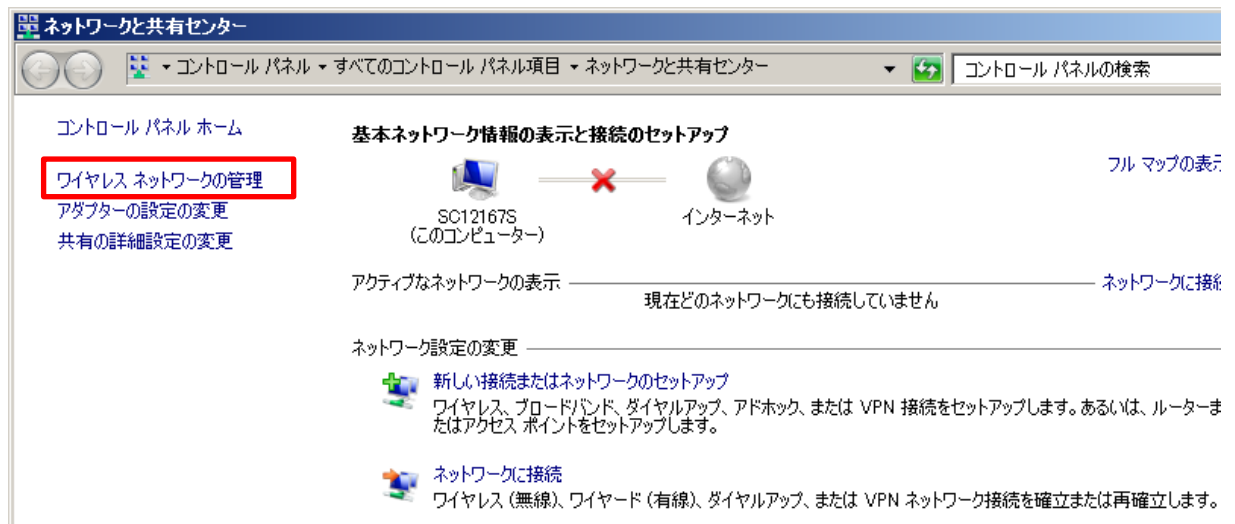 ネットワークと共有センター
コントロール パネル ▾ すべてのコントロール パネル項目 ▾ ネットワークと共有センター
コントロール パネルの検索
コントロール パネル ホーム
ワイヤレス ネットワークの管理
アダプターの設定の変更
共有の詳細設定の変更
基本ネットワーク情報の表示と接続のセットアップ
フル マップの表示
SC12167S
(このコンピューター)
インターネット
アクティブなネットワークの表示
ネットワークに接続
現在どのネットワークにも接続していません
ネットワーク設定の変更
新しい接続またはネットワークのセットアップ
ワイヤレス、ブロードバンド、ダイヤルアップ、アドホック、または VPN 接続をセットアップします。あるいは、ルーターま
たはアクセス ポイントをセットアップします。
ネットワークに接続
ワイヤレス (無線)、ワイヤード (有線)、ダイヤルアップ、または VPN ネットワーク接続を確立または再確立します。